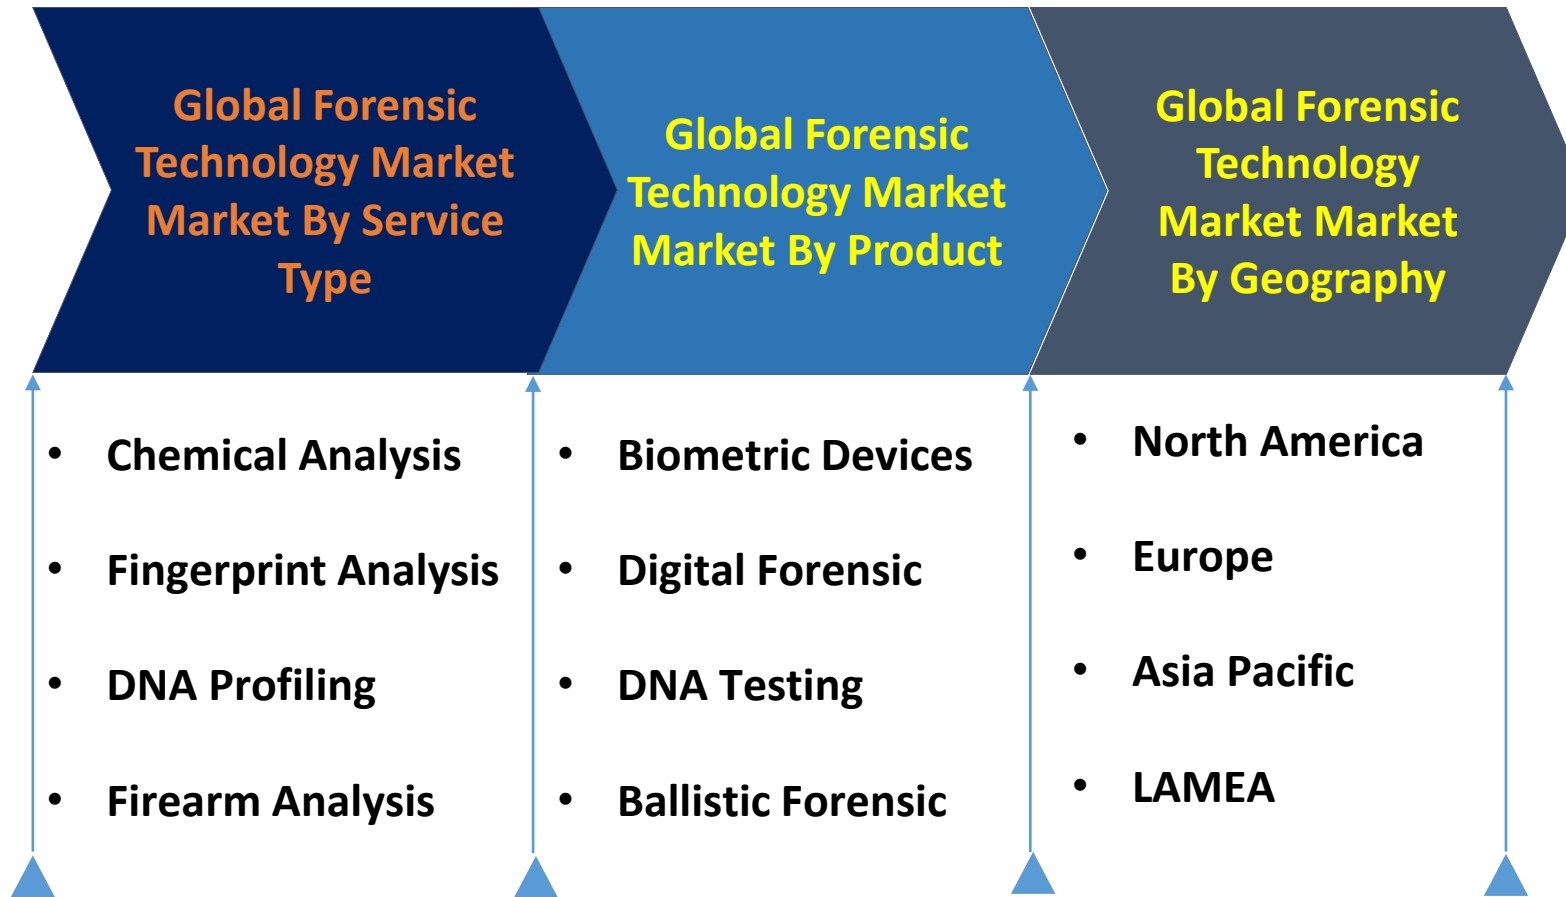 Global Forensic
Technology Market
Market By Service
Type
Global Forensic
Technology Market
Market By Product
Global Forensic
Technology
Market Market
By Geography
• Chemical Analysis
• Fingerprint Analysis
• DNA Profiling
• Firearm Analysis
• Biometric Devices
• Digital Forensic
• DNA Testing
• Ballistic Forensic
• North America
• Europe
• Asia Pacific
• LAMEA